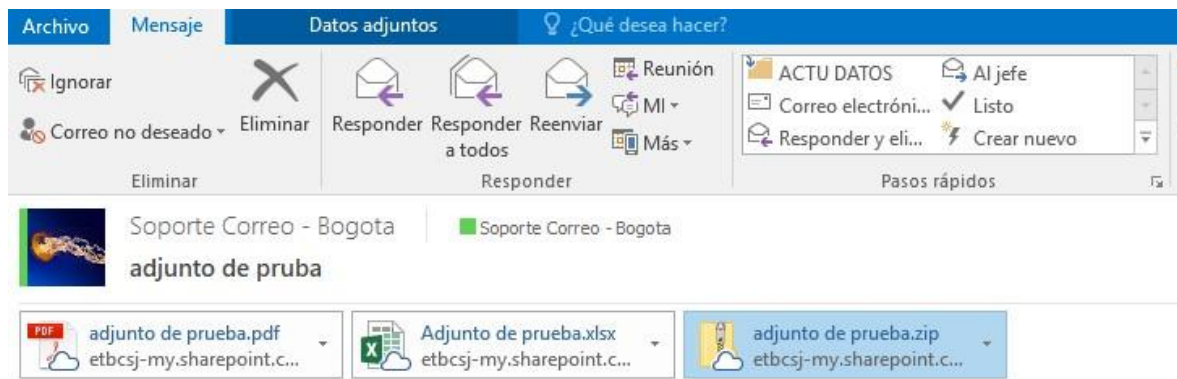 Archivo Mensaje Datos adjuntos ¿Qué desea hacer?
Ignorar
Correo no deseado
Eliminar
Eliminar
Responder
Responder a todos
Reenviar
Reunión
MI
Más
Responder
ACTU DATOS Al jefe
Correo electróni... Listo
Responder y eli... Crear nuevo
Pasos rápidos
Soporte Correo - Bogota Soporte Correo - Bogota
adjunto de pruba
PDF
adjunto de prueba.pdf
etbcsj-my.sharepoint.c...
Adjunto de prueba.xlsx
etbcsj-my.sharepoint.c...
adjunto de prueba.zip
etbcsj-my.sharepoint.c...